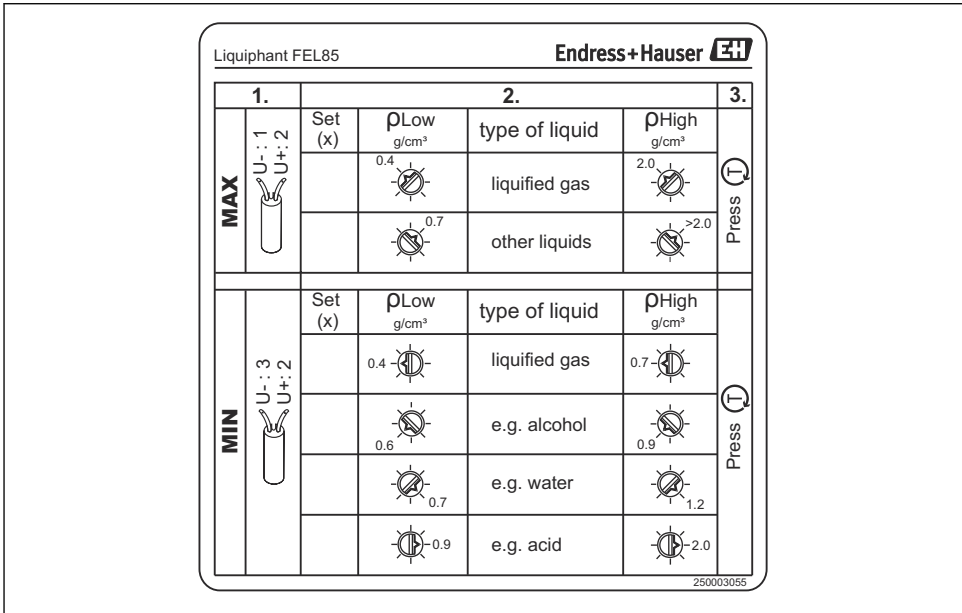 Liquiphant FEL85
Endress+Hauser EH
1. 2. 3.
MAX
U- : 1
U+: 2
Set (x) ρLow g/cm³ type of liquid ρHigh g/cm³
0.4 liquified gas 2.0
0.7 other liquids >2.0
Press T
MIN
U- : 3
U+: 2
Set (x) ρLow g/cm³ type of liquid ρHigh g/cm³
0.4 liquified gas 0.7
0.6 e.g. alcohol 0.9
0.7 e.g. water 1.2
0.9 e.g. acid 2.0
Press T
250003055